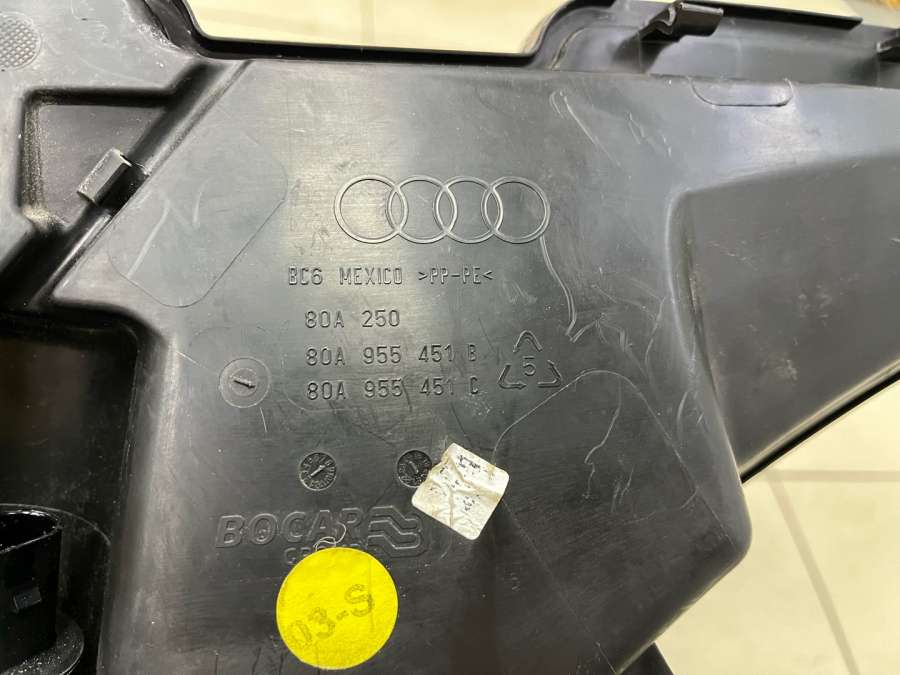 BC6 MEXICO >PP-PE<
80A 250
80A 955 451 B
80A 955 451 C
5
BOCAR
03-S